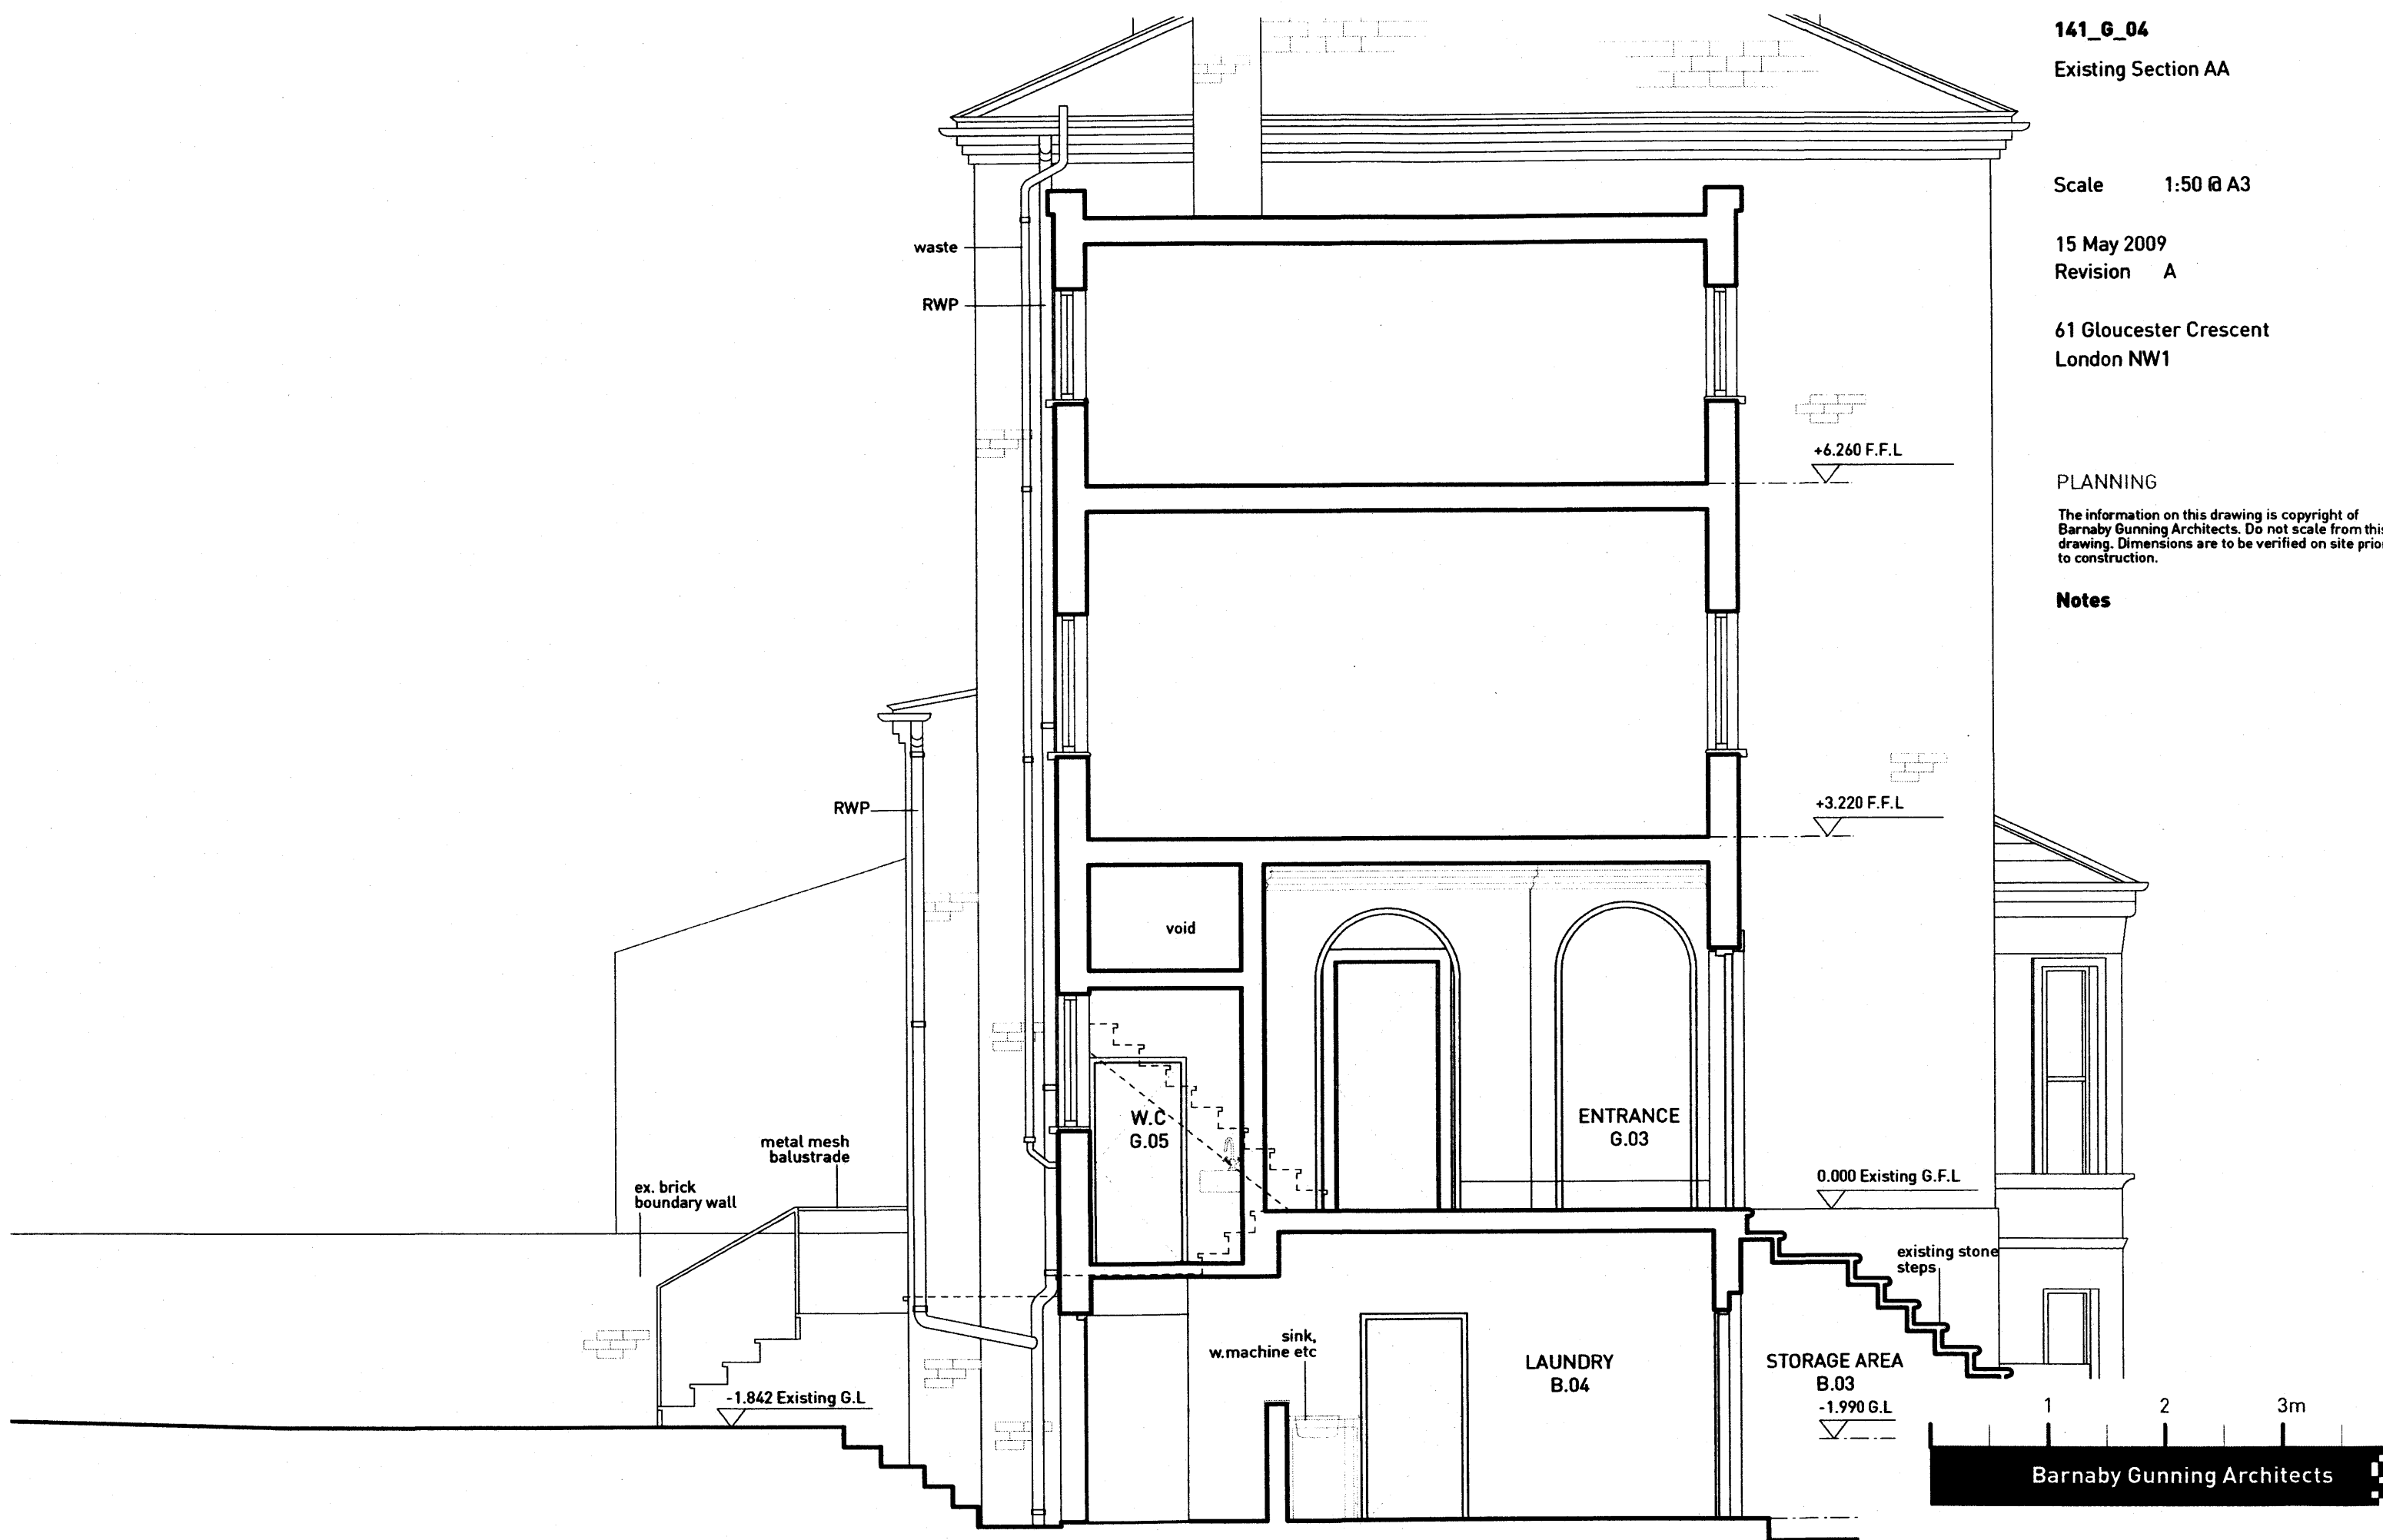 141_G_04
Existing Section AA
Scale 1:50 @ A3
15 May 2009
Revision A
61 Gloucester Crescent
London NW1
PLANNING
The information on this drawing is copyright of
Barnaby Gunning Architects. Do not scale from this
drawing. Dimensions are to be verified on site prior
to construction.
Notes
waste
RWP
+6.260 F.F.L
RWP
+3.220 F.F.L
void
W.C
G.05
ENTRANCE
G.03
metal mesh
balustrade
ex. brick
boundary wall
0.000 Existing G.F.L
existing stone
steps
sink,
w.machine etc
LAUNDRY
B.04
STORAGE AREA
B.03
-1.990 G.L
-1.842 Existing G.L
1 2 3m
Barnaby Gunning Architects